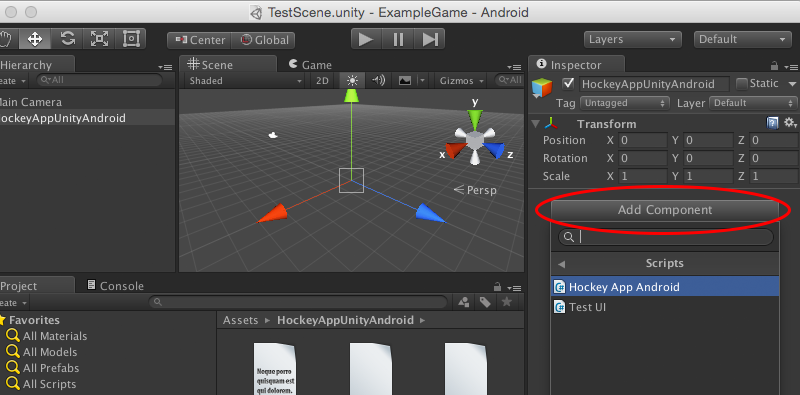 TestScene.unity - ExampleGame - Android
Center Global
Layers Default
Hierarchy
eate All
Main Camera
HockeyAppUnityAndroid
Scene Game
Shaded 2D Gizmos All
y
x z
Persp
Inspector
HockeyAppUnityAndroid Static
Tag Untagged Layer Default
Transform
Position X 0 Y 0 Z 0
Rotation X 0 Y 0 Z 0
Scale X 1 Y 1 Z 1
Add Component
Scripts
Hockey App Android
Test UI
Project Console
eate
Favorites
All Materials
All Models
All Prefabs
All Scripts
Assets HockeyAppUnityAndroid
Neque porro
quisquam est
qui dolorem.